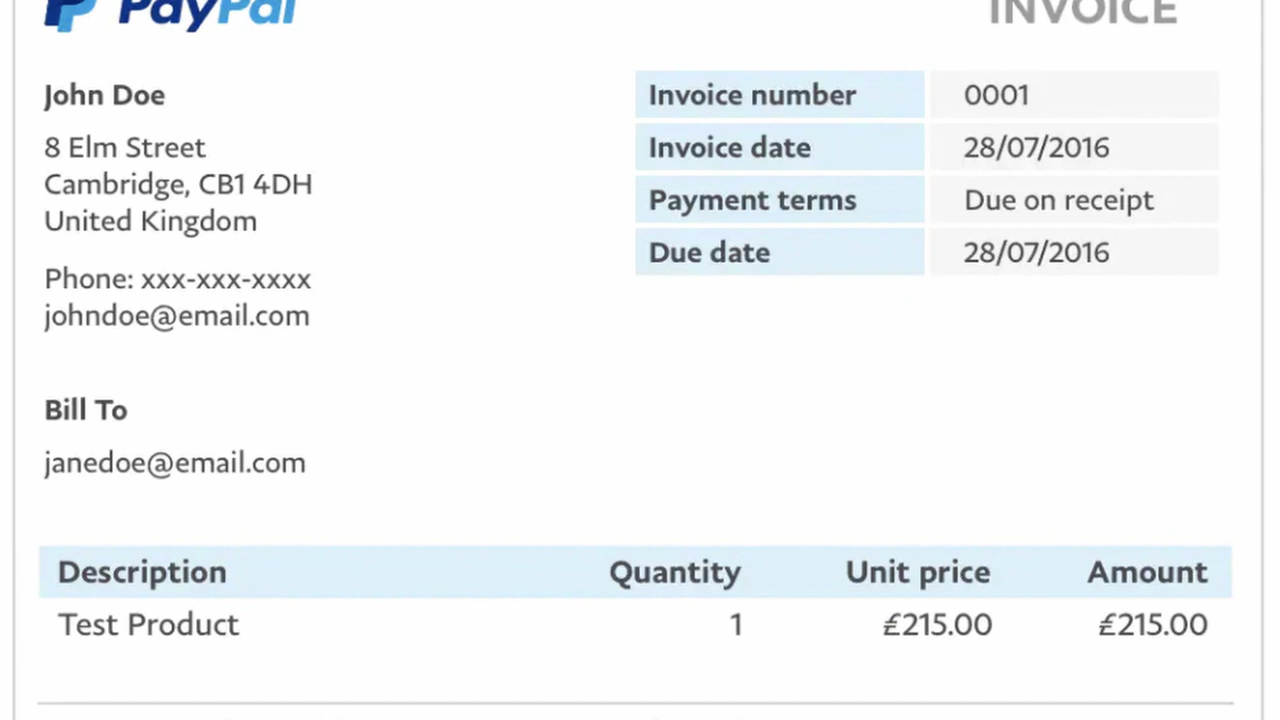 PayPal
INVOICE
John Doe
8 Elm Street
Cambridge, CB1 4DH
United Kingdom
Phone: xxx-xxx-xxxx
johndoe@email.com
Invoice number 0001
Invoice date 28/07/2016
Payment terms Due on receipt
Due date 28/07/2016
Bill To
janedoe@email.com
Description Quantity Unit price Amount
Test Product 1 £215.00 £215.00